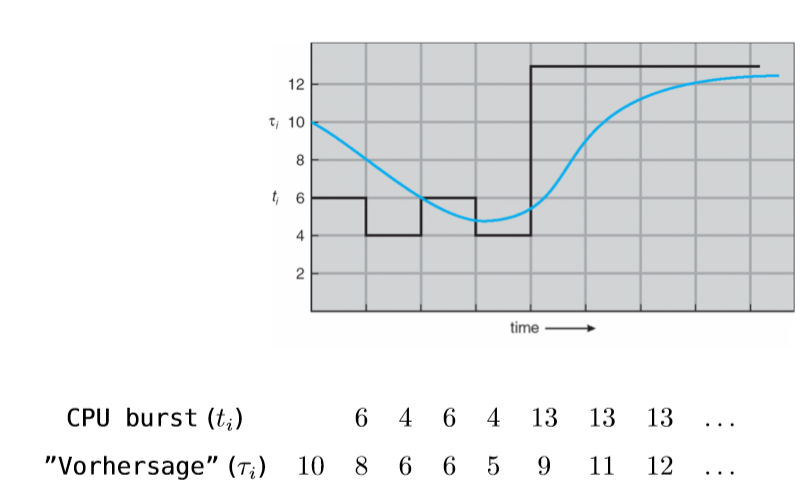 12
τi 10
8
ti 6
4
2
time
CPU burst (ti) 6 4 6 4 13 13 13 ...
”Vorhersage” (τi) 10 8 6 6 5 9 11 12 ...